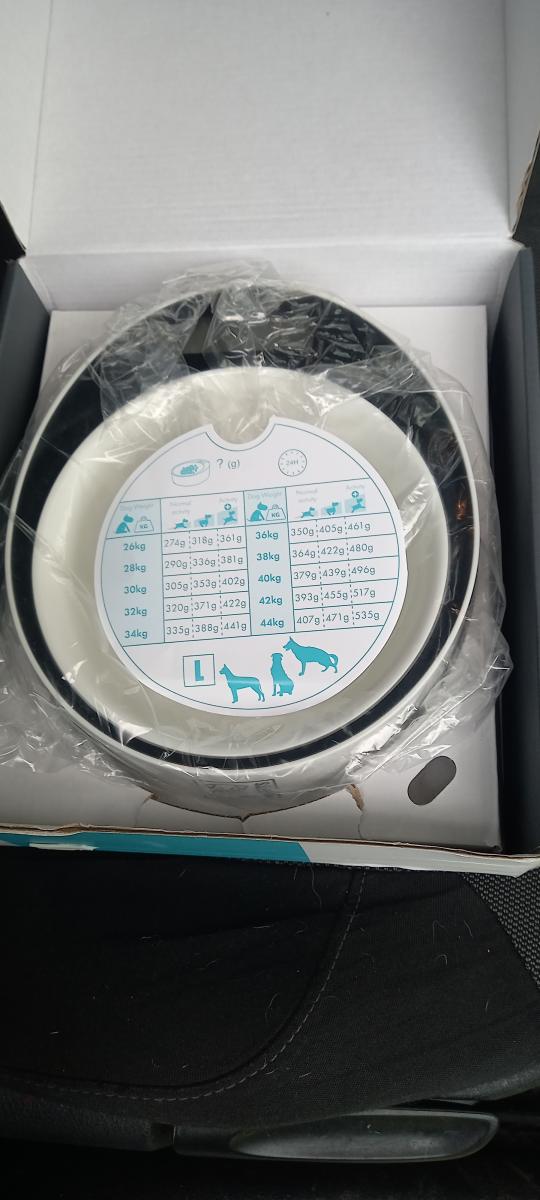 ? (g) 24H
Dog Weight Normal activity Activity + Dog Weight Normal activity Activity +
KG KG
26kg 274g 318g 361g 36kg 350g 405g 461g
28kg 290g 336g 381g 38kg 364g 422g 480g
30kg 305g 353g 402g 40kg 379g 439g 496g
32kg 320g 371g 422g 42kg 393g 455g 517g
34kg 335g 388g 441g 44kg 407g 471g 535g
L